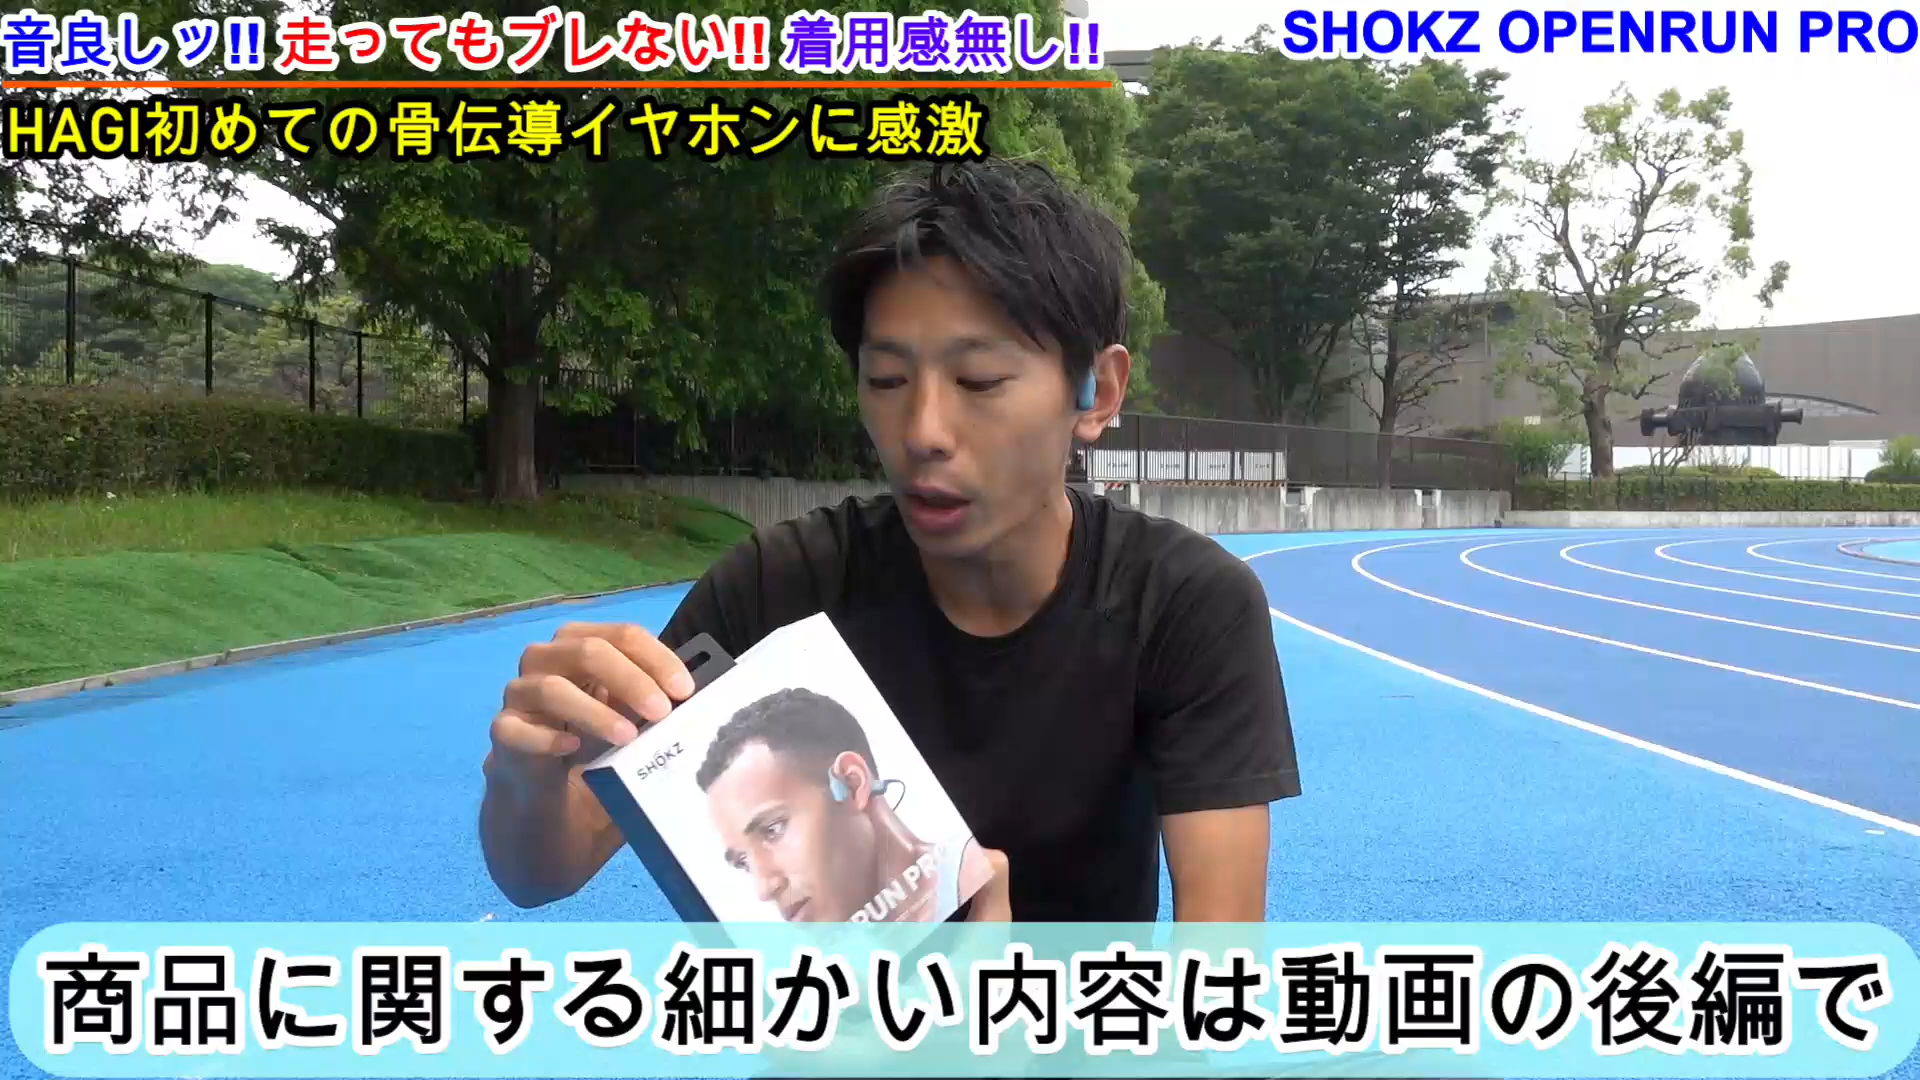 音良しッ!! 走ってもブレない!! 着用感無し!!
SHOKZ OPENRUN PRO
HAGI初めての骨伝導イヤホンに感激
SHOKZ
RUN PR
商品に関する細かい内容は動画の後編で